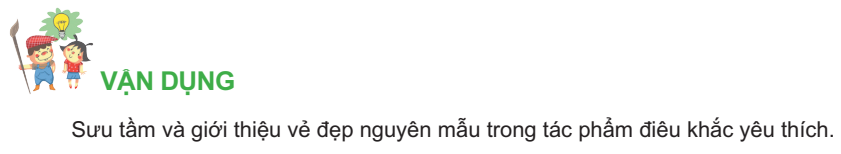 VẬN DỤNG
Sưu tầm và giới thiệu vẻ đẹp nguyên mẫu trong tác phẩm điêu khắc yêu thích.